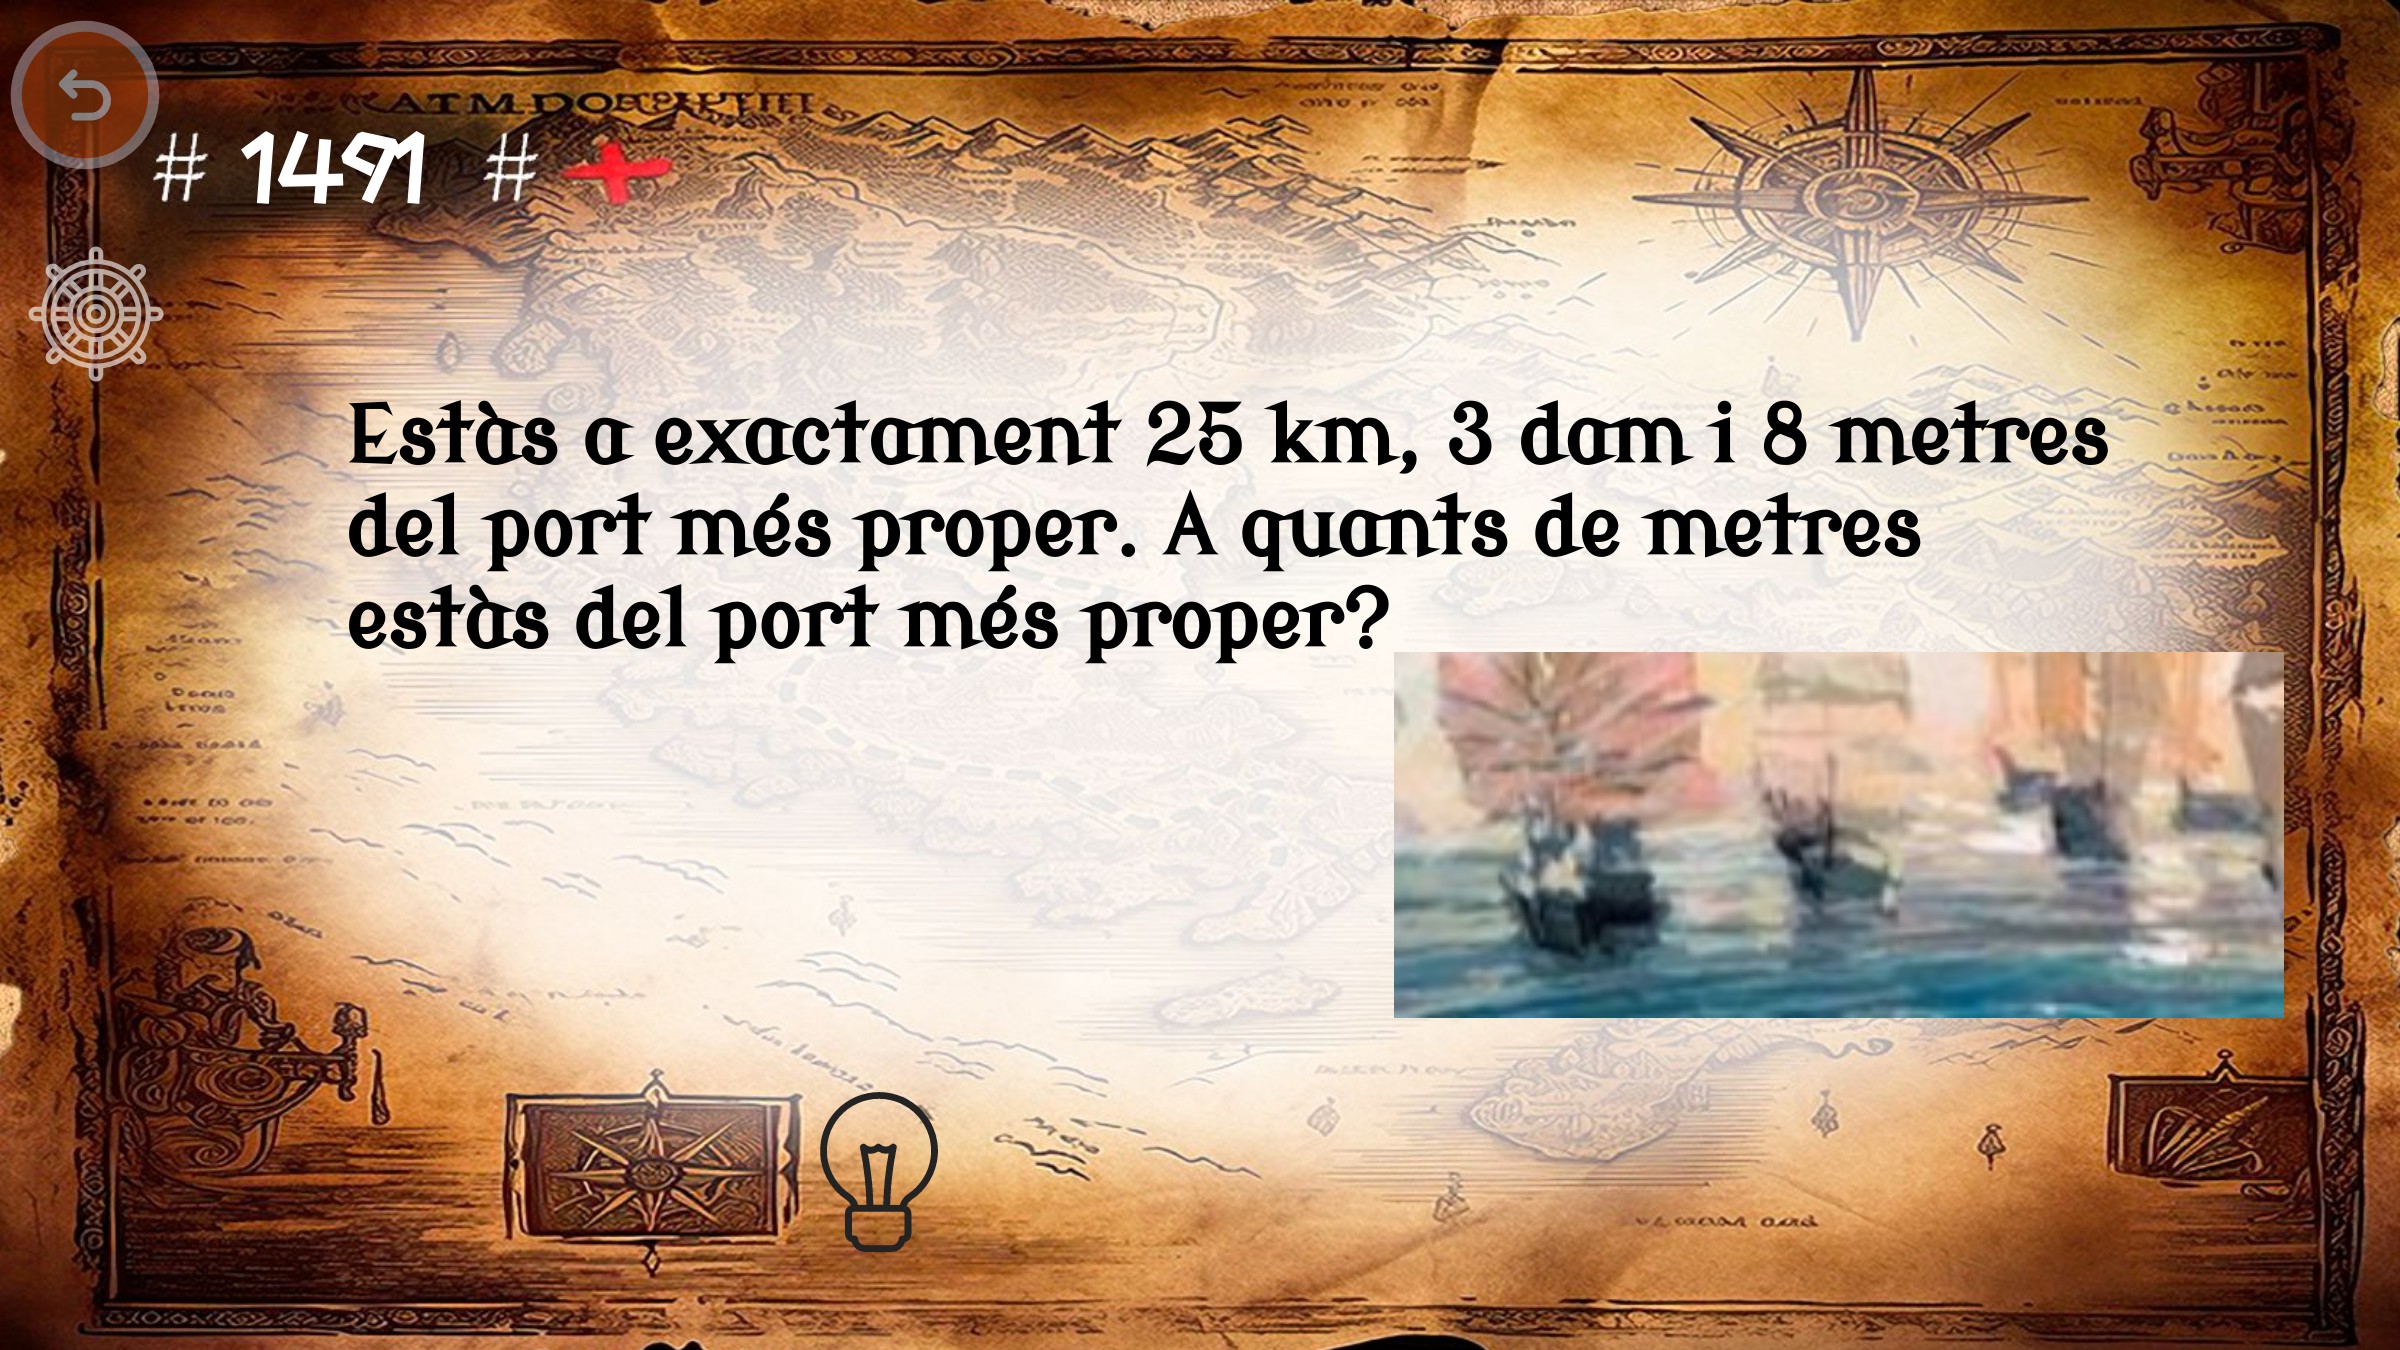 # 1491 #
Estàs a exactament 25 km, 3 dam i 8 metres
del port més proper. A quants de metres
estàs del port més proper?